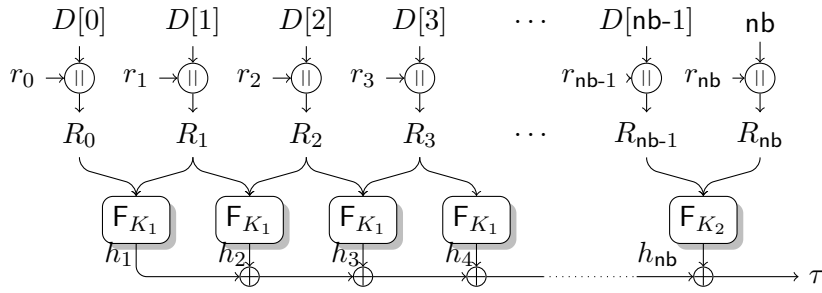 D[0] D[1] D[2] D[3] ··· D[nb-1] nb
r₀ || r₁ || r₂ || r₃ || r_nb-1 || r_nb ||
R₀ R₁ R₂ R₃ ··· R_nb-1 R_nb
F_K₁ F_K₁ F_K₁ F_K₁ F_K₂
h₁ h₂ h₃ h₄ h_nb
τ